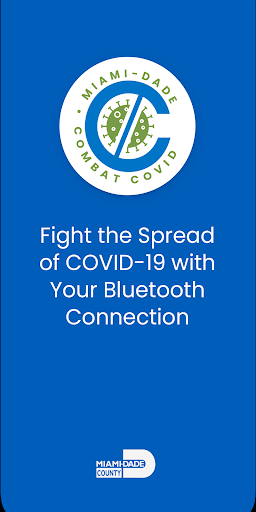 • MIAMI-DADE •
COMBAT COVID
Fight the Spread
of COVID-19 with
Your Bluetooth
Connection
MIAMI-DADE
COUNTY